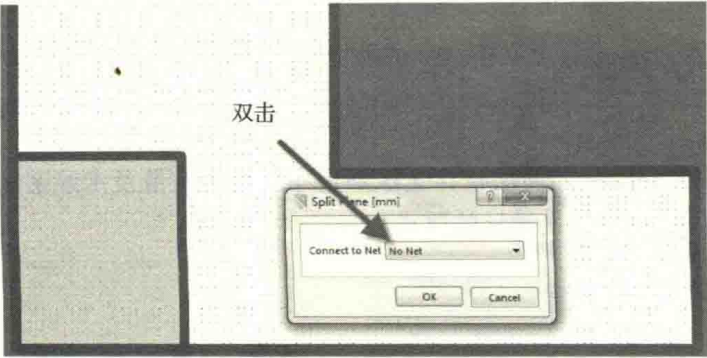 双击
Split Plane [mm]
Connect to Net No Net
OK Cancel